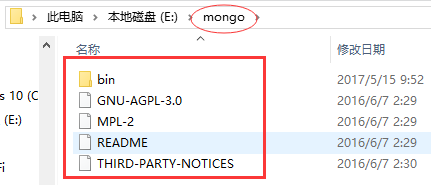 此电脑 > 本地磁盘 (E:) > mongo >
名称 修改日期
bin 2017/5/15 9:52
s 10 (C GNU-AGPL-3.0 2016/6/7 2:29
MPL-2 2016/6/7 2:29
(E:) README 2016/6/7 2:29
THIRD-PARTY-NOTICES 2016/6/7 2:30